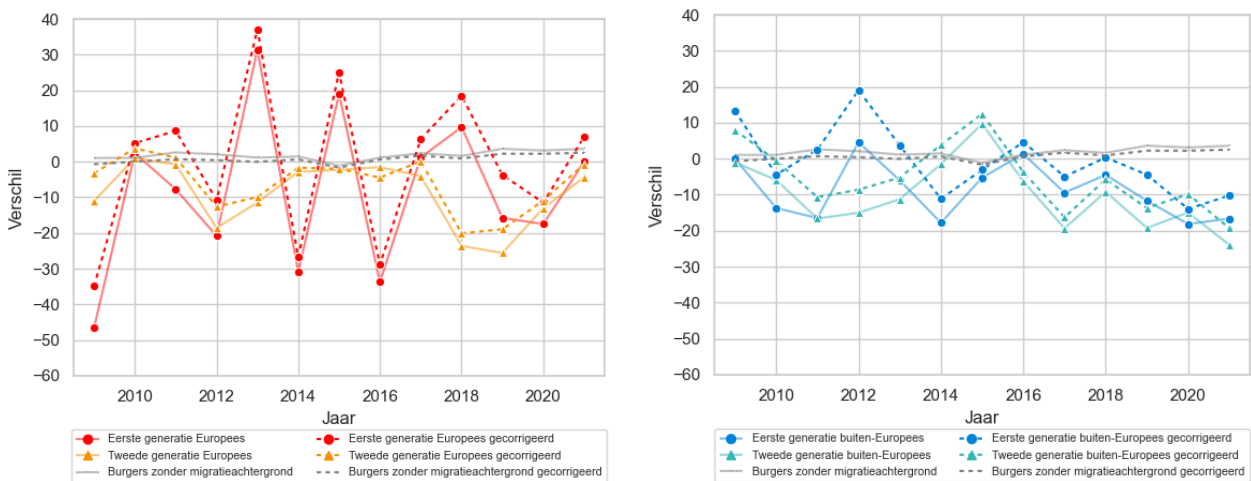 40
30
20
10
0
−10
−20
−30
−40
−50
−60
Verschil
2010 2012 2014 2016 2018 2020
Jaar
Eerste generatie Europees Eerste generatie Europees gecorrigeerd
Tweede generatie Europees Tweede generatie Europees gecorrigeerd
Burgers zonder migratieachtergrond Burgers zonder migratieachtergrond gecorrigeerd
40
30
20
10
0
−10
−20
−30
−40
−50
−60
Verschil
2010 2012 2014 2016 2018 2020
Jaar
Eerste generatie buiten-Europees Eerste generatie buiten-Europees gecorrigeerd
Tweede generatie buiten-Europees Tweede generatie buiten-Europees gecorrigeerd
Burgers zonder migratieachtergrond Burgers zonder migratieachtergrond gecorrigeerd